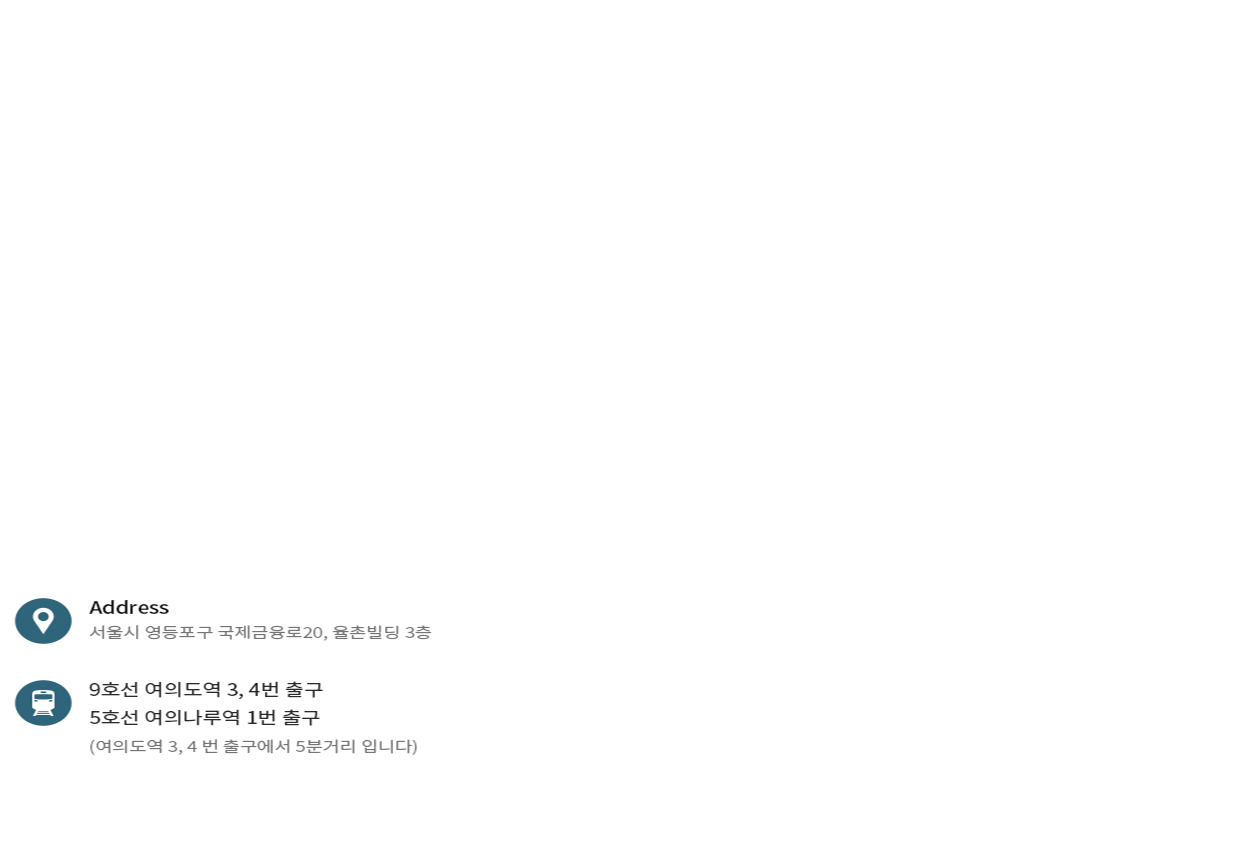 Address
서울시 영등포구 국제금융로20, 율촌빌딩 3층
9호선 여의도역 3, 4번 출구
5호선 여의나루역 1번 출구
(여의도역 3, 4 번 출구에서 5분거리 입니다)